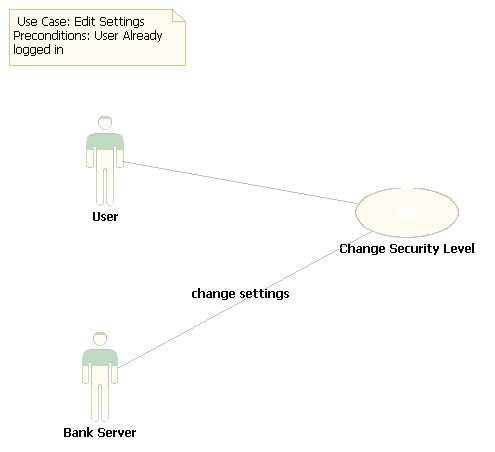 Use Case: Edit Settings
Preconditions: User Already
logged in
User
Change Security Level
change settings
Bank Server